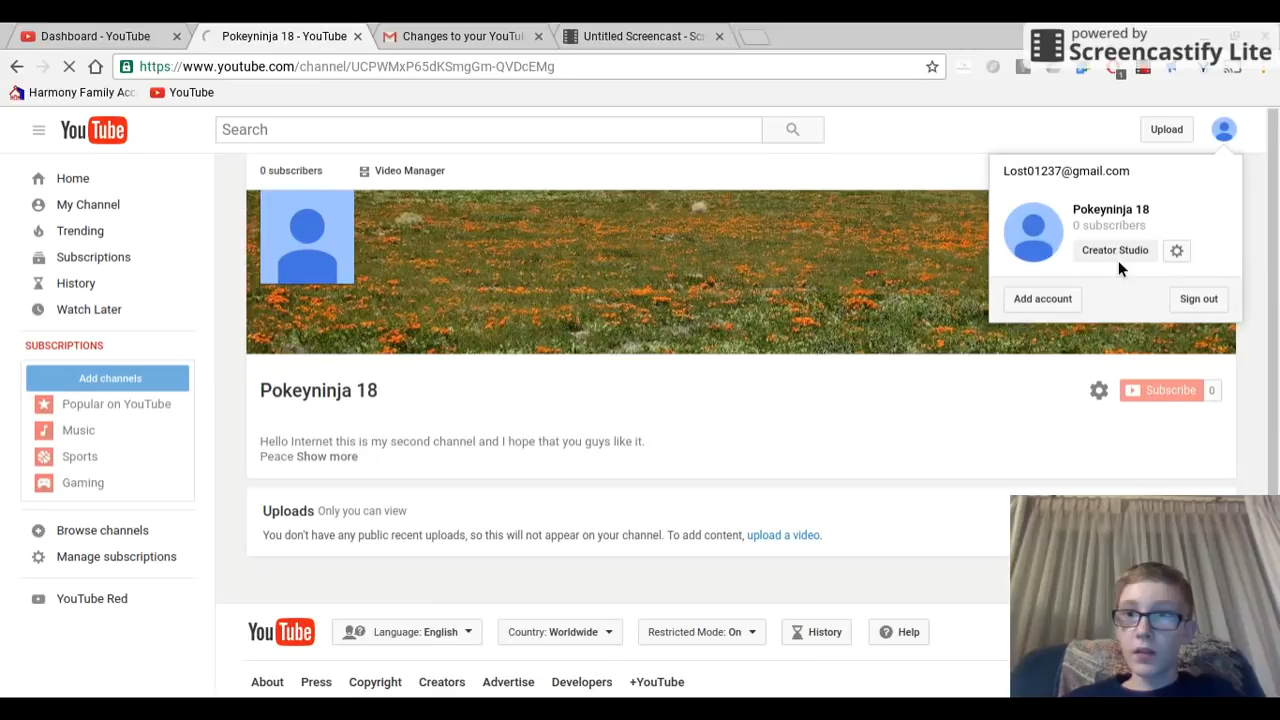 Dashboard - YouTube
Pokeyninja 18 - YouTube
Changes to your YouTu
Untitled Screencast - Scr
powered by
Screencastify Lite
https://www.youtube.com/channel/UCPWMxP65dKSmgGm-QVDcEMg
1
Harmony Family Acc
YouTube
YouTube
Search
Upload
0 subscribers
Video Manager
Lost01237@gmail.com
Pokeyninja 18
0 subscribers
Creator Studio
Add account
Sign out
Home
My Channel
Trending
Subscriptions
History
Watch Later
SUBSCRIPTIONS
Add channels
Popular on YouTube
Music
Sports
Gaming
Browse channels
Manage subscriptions
YouTube Red
Pokeyninja 18
Subscribe
0
Hello Internet this is my second channel and I hope that you guys like it.
Peace Show more
Uploads Only you can view
You don't have any public recent uploads, so this will not appear on your channel. To add content, upload a video.
YouTube
Language: English
Country: Worldwide
Restricted Mode: On
History
Help
About
Press
Copyright
Creators
Advertise
Developers
+YouTube